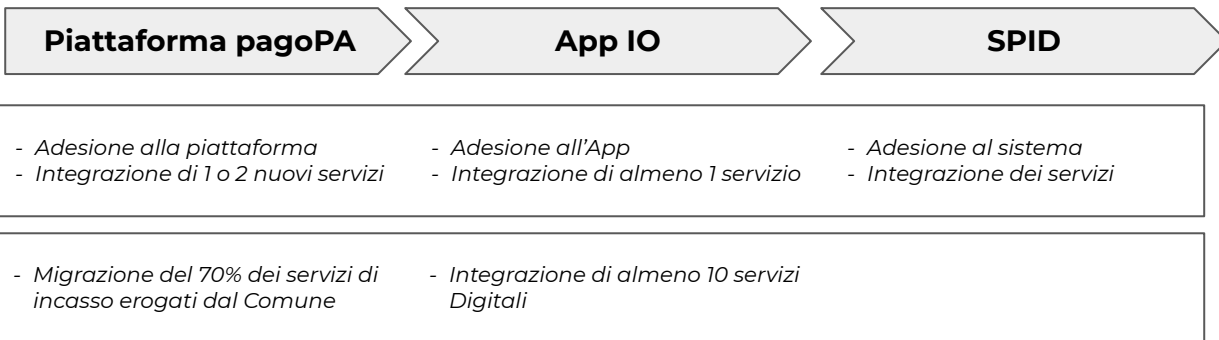 Piattaforma pagoPA
App IO
SPID
- Adesione alla piattaforma
- Integrazione di 1 o 2 nuovi servizi
- Adesione all'App
- Integrazione di almeno 1 servizio
- Adesione al sistema
- Integrazione dei servizi
- Migrazione del 70% dei servizi di
incasso erogati dal Comune
- Integrazione di almeno 10 servizi
Digitali